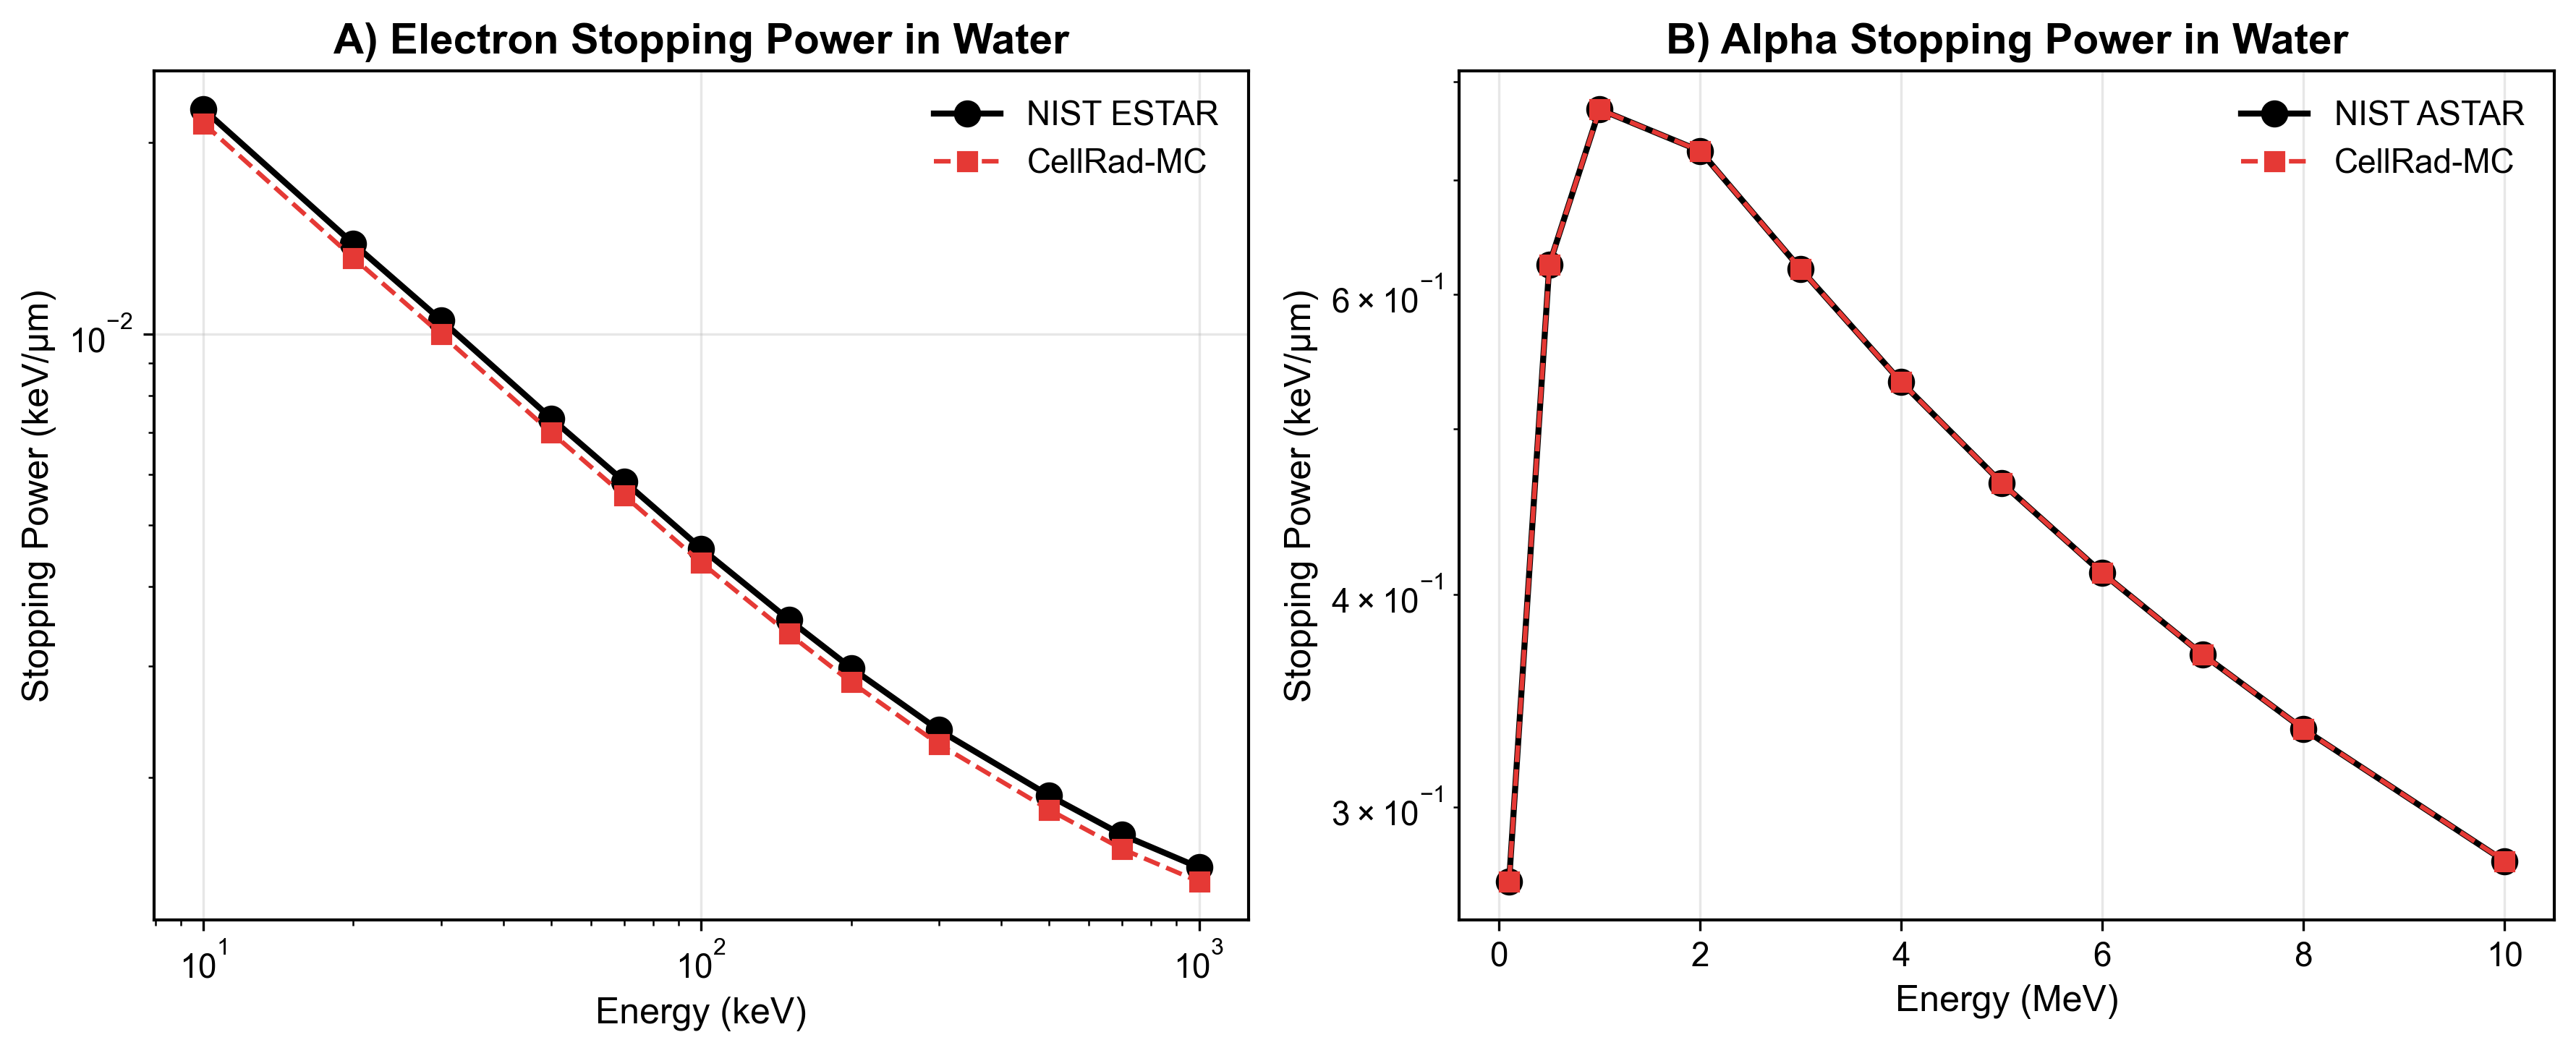 A) Electron Stopping Power in Water
NIST ESTAR
CellRad-MC
Stopping Power (keV/μm)
10⁻²
10¹
10²
10³
Energy (keV)
B) Alpha Stopping Power in Water
NIST ASTAR
CellRad-MC
Stopping Power (keV/μm)
6 × 10⁻¹
4 × 10⁻¹
3 × 10⁻¹
0 2 4 6 8 10
Energy (MeV)